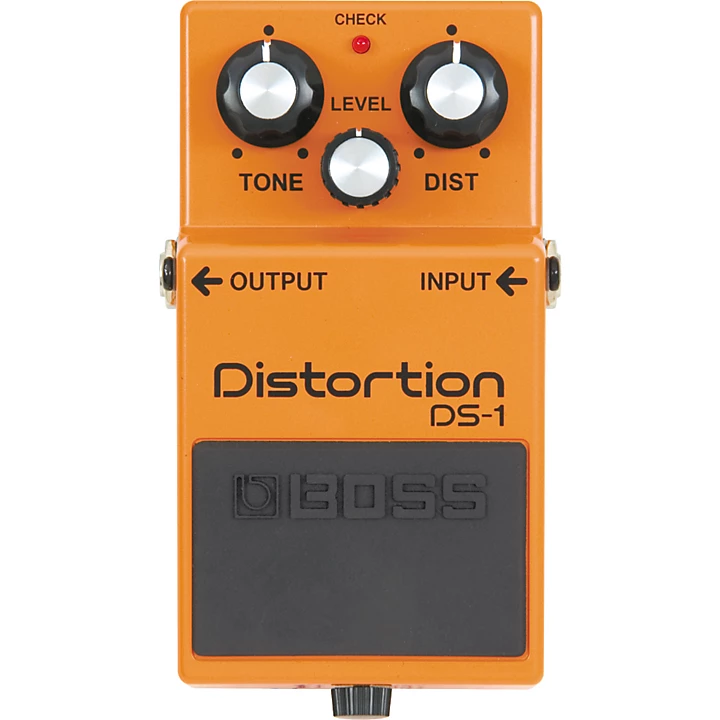 CHECK
LEVEL
TONE
DIST
OUTPUT
INPUT
Distortion
DS-1
BOSS